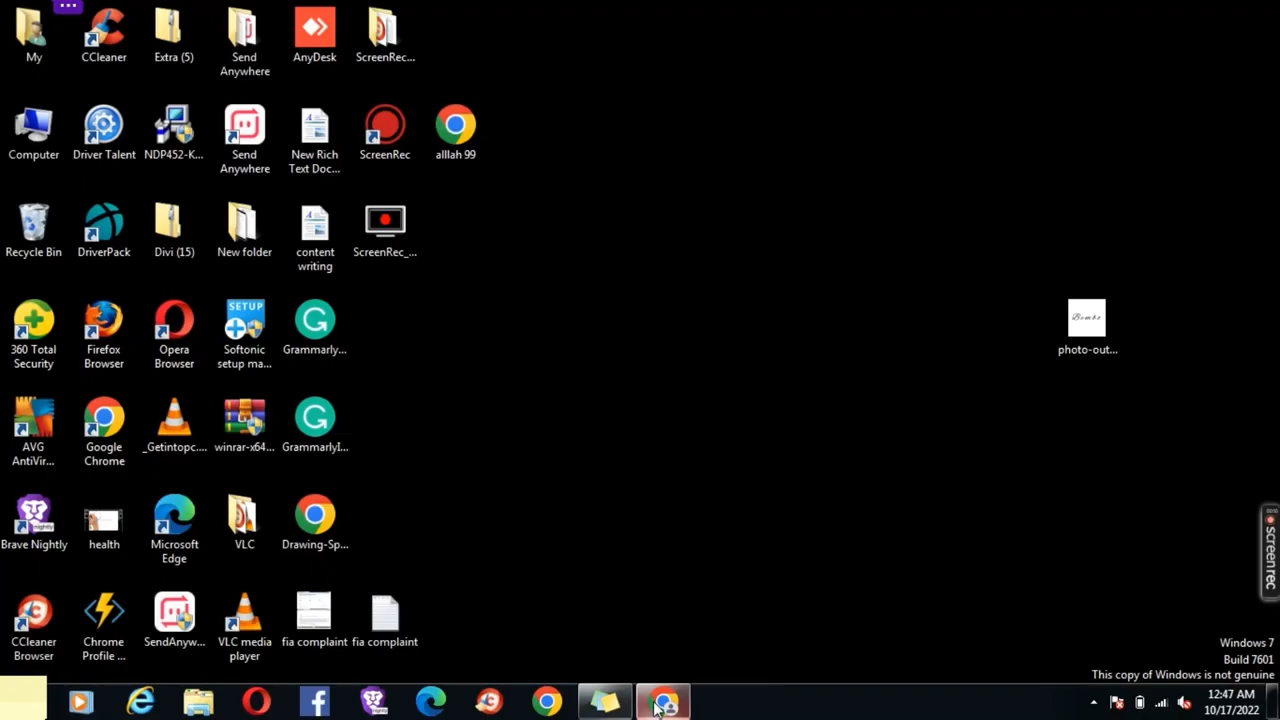 My
CCleaner
Extra (5)
Send
Anywhere
AnyDesk
ScreenRec...
Computer
Driver Talent
NDP452-K...
Send
Anywhere
New Rich
Text Doc...
ScreenRec
alllah 99
Recycle Bin
DriverPack
Divi (15)
New folder
content
writing
ScreenRec_...
360 Total
Security
Firefox
Browser
Opera
Browser
SETUP
Softonic
setup ma...
Grammarly...
Bombs
photo-out...
AVG
AntiVir...
Google
Chrome
_Getintopc....
winrar-x64...
GrammarlyI...
Brave Nightly
nightly
health
Microsoft
Edge
VLC
Drawing-Sp...
screenrec
CCleaner
Browser
Chrome
Profile ...
SendAnyw...
VLC media
player
fia complaint
fia complaint
Windows 7
Build 7601
This copy of Windows is not genuine
12:47 AM
10/17/2022